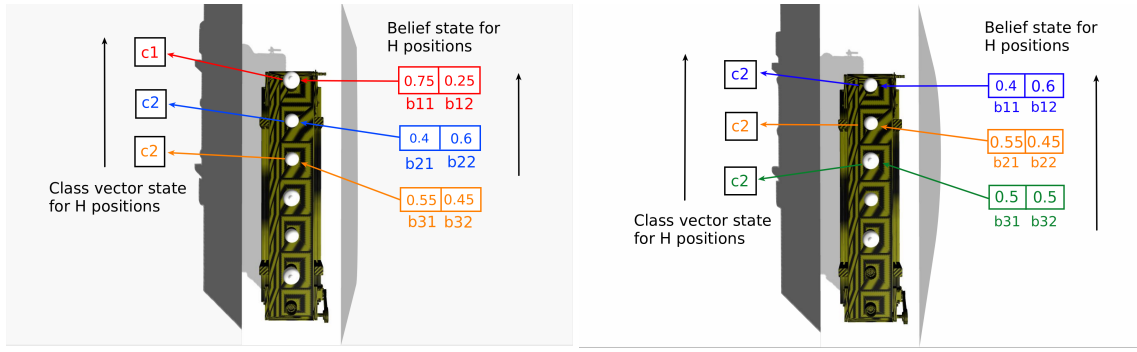 Belief state for
H positions
c1
0.75 0.25
b11 b12
c2
0.4 0.6
b21 b22
c2
0.55 0.45
b31 b32
Class vector state
for H positions
Belief state for
H positions
c2
0.4 0.6
b11 b12
c2
0.55 0.45
b21 b22
c2
0.5 0.5
b31 b32
Class vector state
for H positions